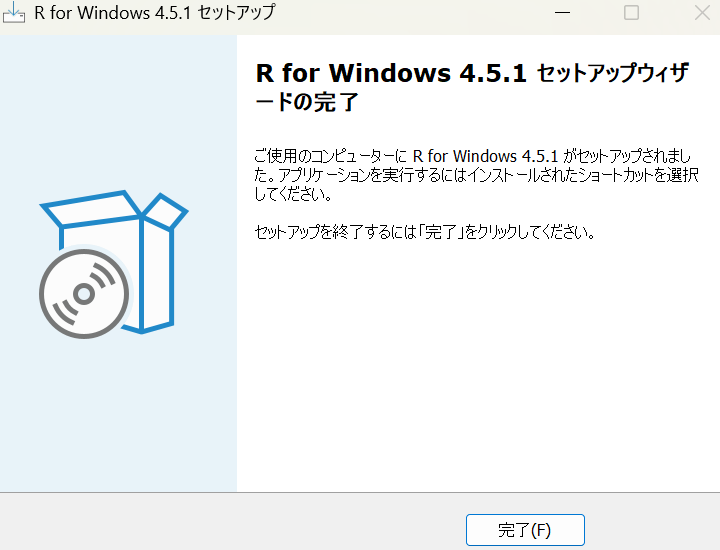 R for Windows 4.5.1 セットアップ
R for Windows 4.5.1 セットアップウィザ
ードの完了
ご使用のコンピューターに R for Windows 4.5.1 がセットアップされまし
た。アプリケーションを実行するにはインストールされたショートカットを選択
してください。
セットアップを終了するには「完了」をクリックしてください。
完了(F)